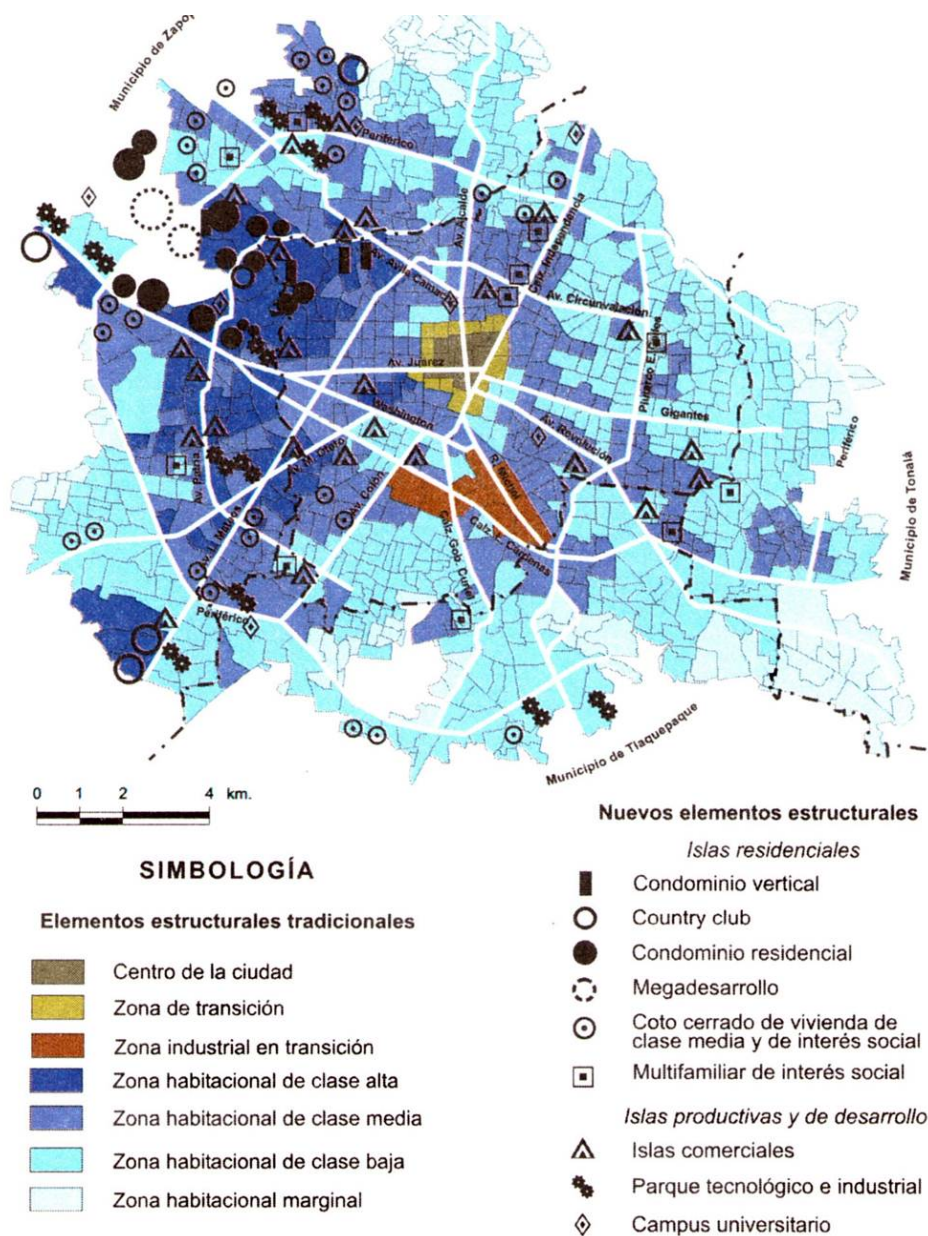 Municipio de Zapopan
Periférico
Av. Alcalde
Calz. Independencia
Av. Avila Camacho
Av. Circunvalación
Av. Juárez
Plutarco E. Calles
Gigantes
Washington
Av. Revolución
Periférico
Municipio de Tonalá
Av. Patria
Av. M. Otero
Av. Colón
R. Michel
Calz. L. Cárdenas
Calz. Gob. Curiel
Av. L. Mateos
Periférico
Municipio de Tlaquepaque
0 1 2 4 km.
SIMBOLOGÍA
Elementos estructurales tradicionales
Centro de la ciudad
Zona de transición
Zona industrial en transición
Zona habitacional de clase alta
Zona habitacional de clase media
Zona habitacional de clase baja
Zona habitacional marginal
Nuevos elementos estructurales
Islas residenciales
Condominio vertical
Country club
Condominio residencial
Megadesarrollo
Coto cerrado de vivienda de
clase media y de interés social
Multifamiliar de interés social
Islas productivas y de desarrollo
Islas comerciales
Parque tecnológico e industrial
Campus universitario